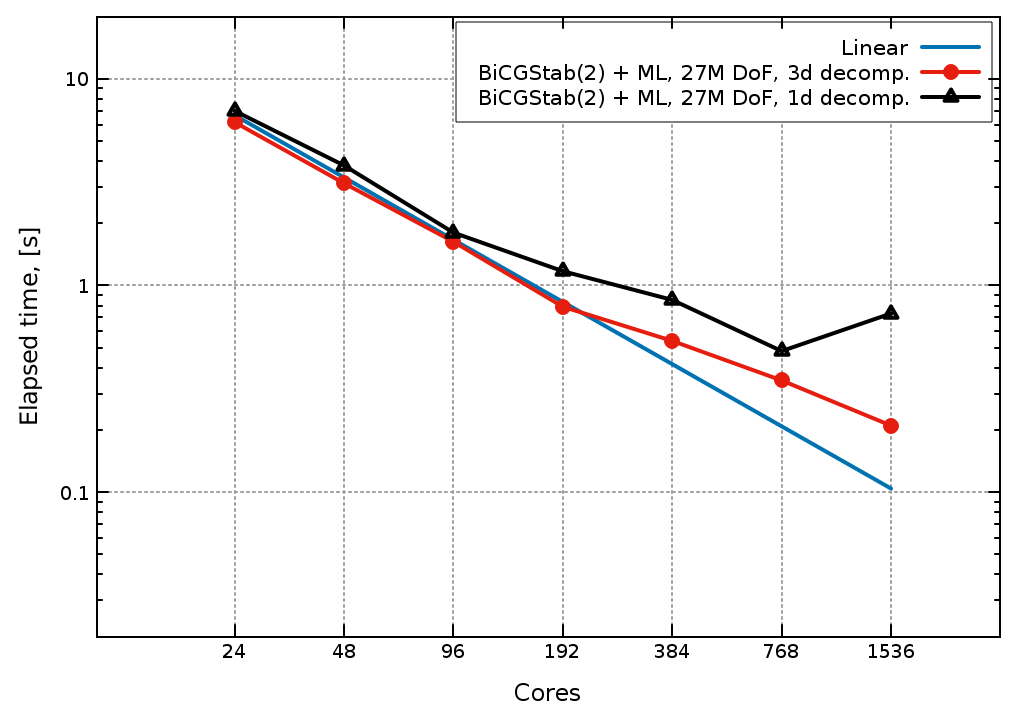 Linear
BiCGStab(2) + ML, 27M DoF, 3d decomp.
BiCGStab(2) + ML, 27M DoF, 1d decomp.
10
1
0.1
Elapsed time, [s]
24 48 96 192 384 768 1536
Cores